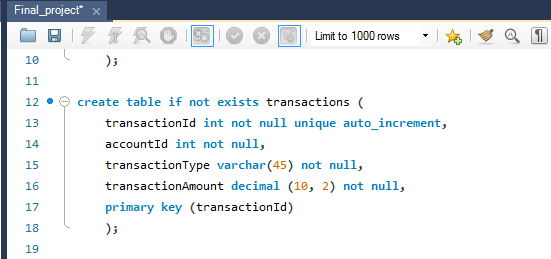 Final_project*
Limit to 1000 rows
10 );
11
12 create table if not exists transactions (
13 transactionId int not null unique auto_increment,
14 accountId int not null,
15 transactionType varchar(45) not null,
16 transactionAmount decimal (10, 2) not null,
17 primary key (transactionId)
18 );
19